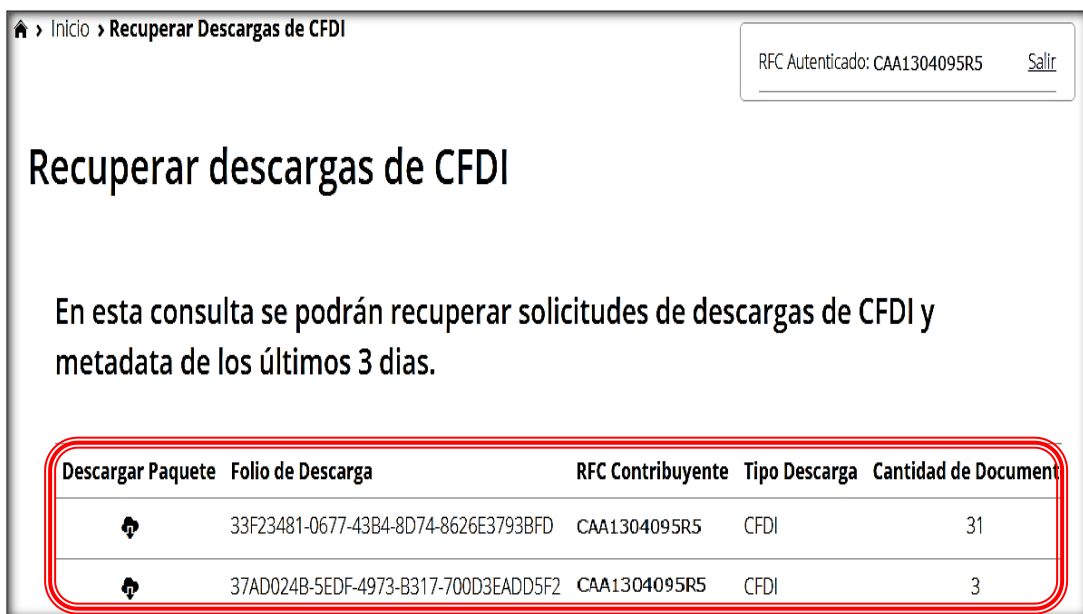 › Inicio › Recuperar Descargas de CFDI
RFC Autenticado: CAA1304095R5 Salir
Recuperar descargas de CFDI
En esta consulta se podrán recuperar solicitudes de descargas de CFDI y
metadata de los últimos 3 dias.
Descargar Paquete Folio de Descarga RFC Contribuyente Tipo Descarga Cantidad de Document
33F23481-0677-43B4-8D74-8626E3793BFD CAA1304095R5 CFDI 31
37AD024B-5EDF-4973-B317-700D3EADD5F2 CAA1304095R5 CFDI 3